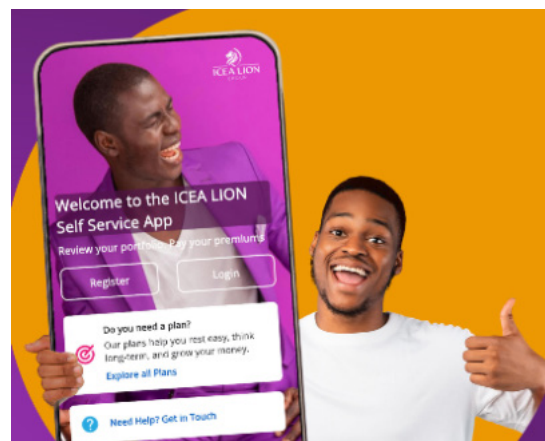 ICEA LION
GROUP
Welcome to the ICEA LION
Self Service App
Review your portfolio. Pay your premiums
Register
Login
Do you need a plan?
Our plans help you rest easy, think
long-term, and grow your money.
Explore all Plans
Need Help? Get in Touch